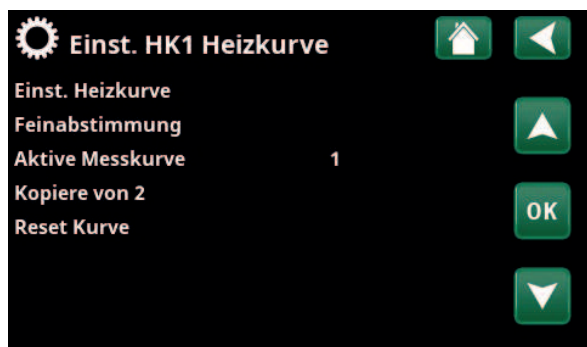 Einst. HK1 Heizkurve
Einst. Heizkurve
Feinabstimmung
Aktive Messkurve 1
Kopiere von 2
OK
Reset Kurve